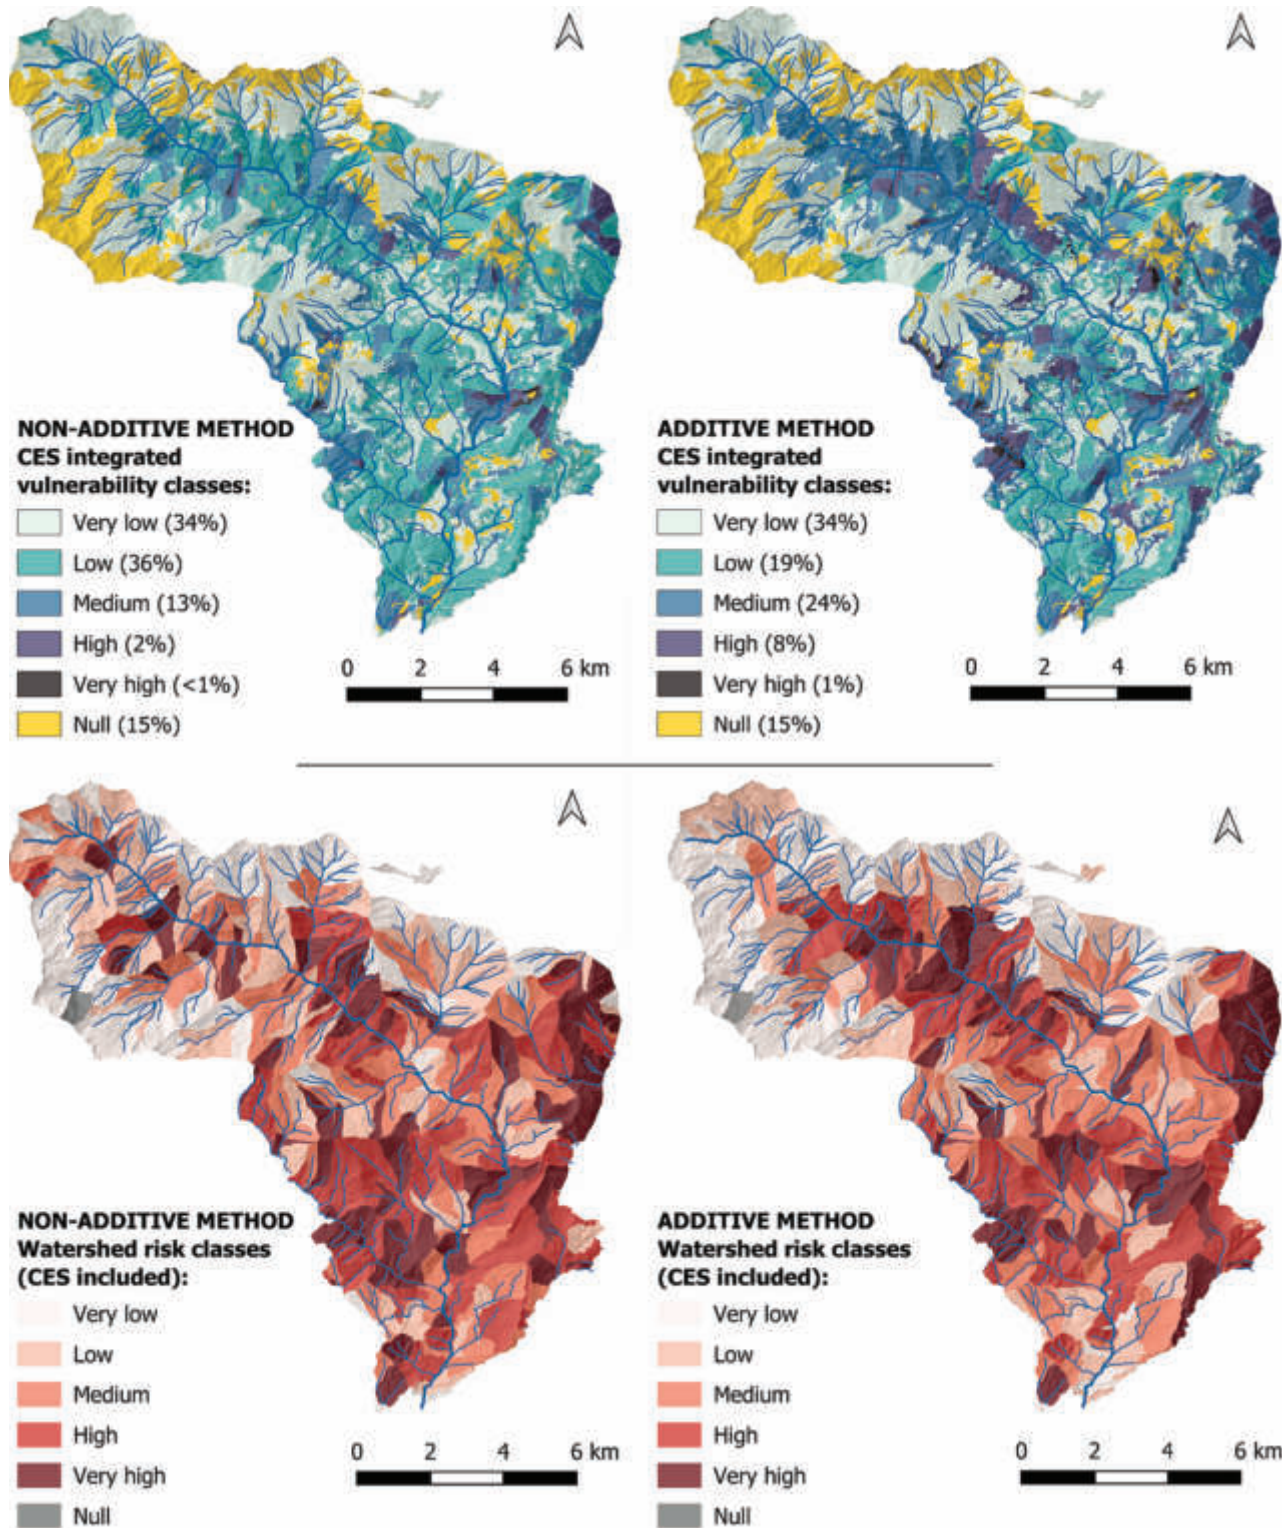 NON-ADDITIVE METHOD
CES integrated
vulnerability classes:
Very low (34%)
Low (36%)
Medium (13%)
High (2%)
Very high (<1%)
Null (15%)
0 2 4 6 km
ADDITIVE METHOD
CES integrated
vulnerability classes:
Very low (34%)
Low (19%)
Medium (24%)
High (8%)
Very high (1%)
Null (15%)
0 2 4 6 km
NON-ADDITIVE METHOD
Watershed risk classes
(CES included):
Very low
Low
Medium
High
Very high
Null
0 2 4 6 km
ADDITIVE METHOD
Watershed risk classes
(CES included):
Very low
Low
Medium
High
Very high
Null
0 2 4 6 km